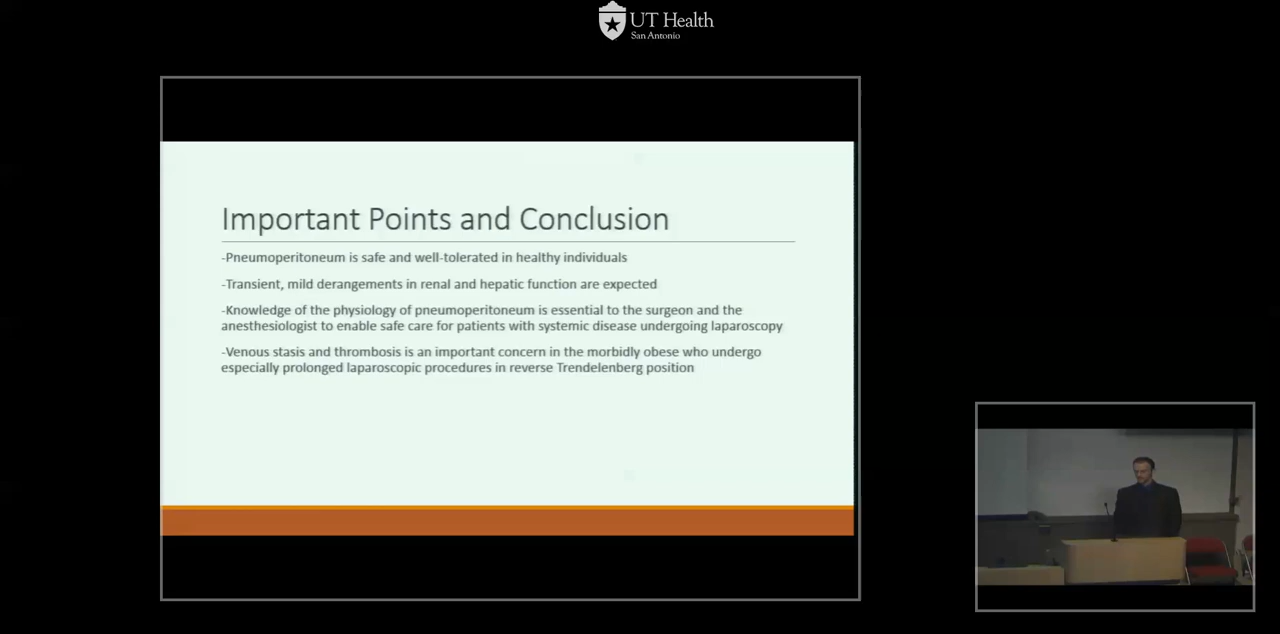 UT Health
San Antonio
Important Points and Conclusion
-Pneumoperitoneum is safe and well-tolerated in healthy individuals
-Transient, mild derangements in renal and hepatic function are expected
-Knowledge of the physiology of pneumoperitoneum is essential to the surgeon and the
anesthesiologist to enable safe care for patients with systemic disease undergoing laparoscopy
-Venous stasis and thrombosis is an important concern in the morbidly obese who undergo
especially prolonged laparoscopic procedures in reverse Trendelenberg position